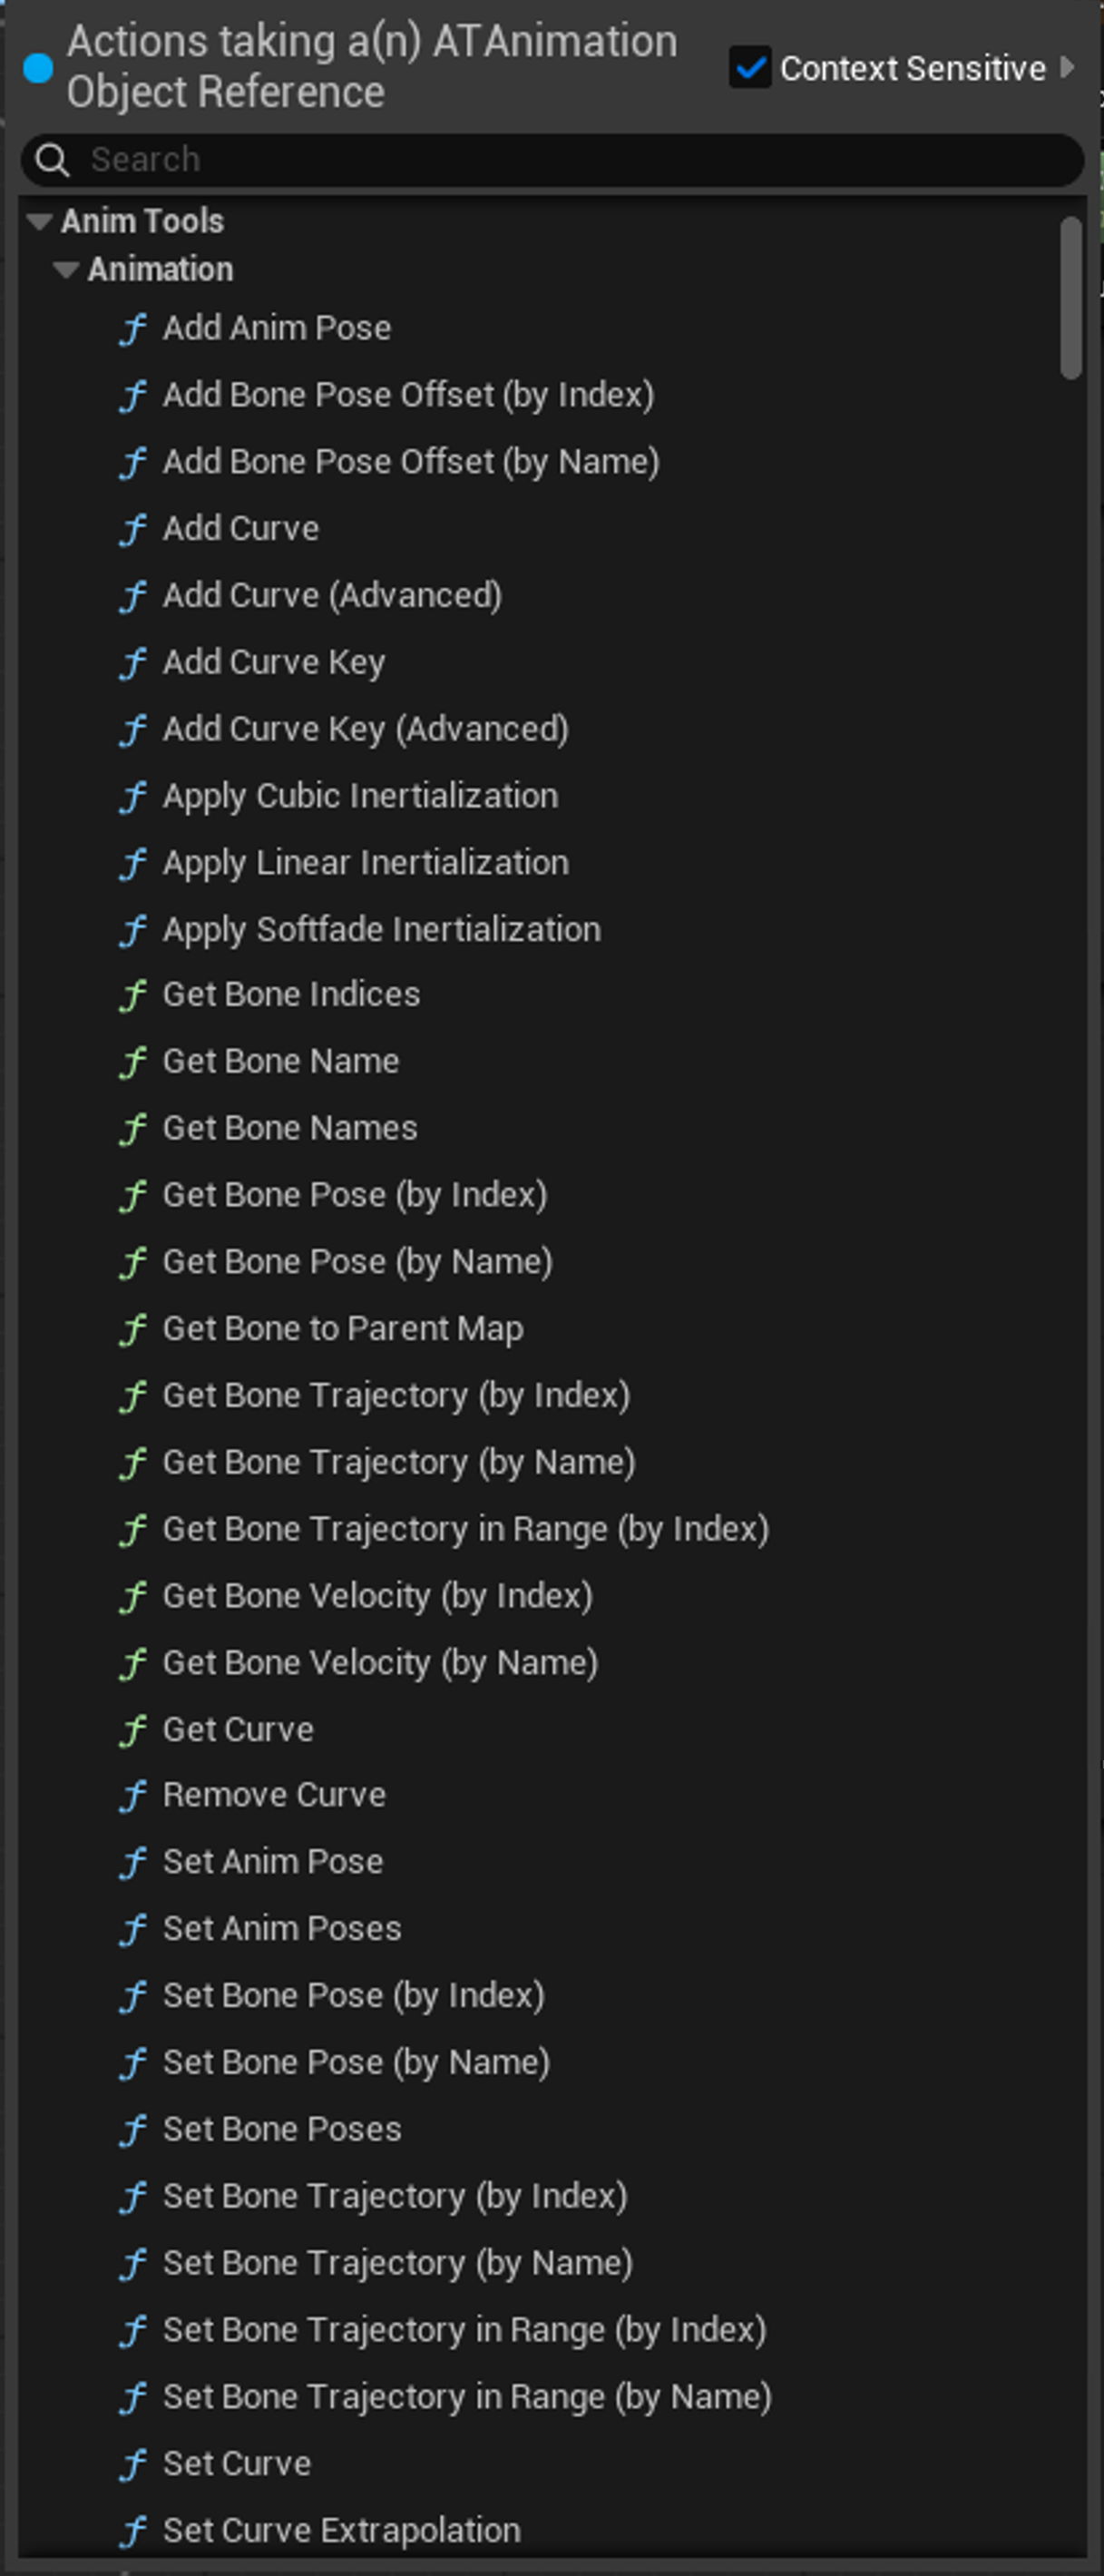 Actions taking a(n) ATAnimation
Object Reference
Context Sensitive
Search
Anim Tools
Animation
Add Anim Pose
Add Bone Pose Offset (by Index)
Add Bone Pose Offset (by Name)
Add Curve
Add Curve (Advanced)
Add Curve Key
Add Curve Key (Advanced)
Apply Cubic Inertialization
Apply Linear Inertialization
Apply Softfade Inertialization
Get Bone Indices
Get Bone Name
Get Bone Names
Get Bone Pose (by Index)
Get Bone Pose (by Name)
Get Bone to Parent Map
Get Bone Trajectory (by Index)
Get Bone Trajectory (by Name)
Get Bone Trajectory in Range (by Index)
Get Bone Velocity (by Index)
Get Bone Velocity (by Name)
Get Curve
Remove Curve
Set Anim Pose
Set Anim Poses
Set Bone Pose (by Index)
Set Bone Pose (by Name)
Set Bone Poses
Set Bone Trajectory (by Index)
Set Bone Trajectory (by Name)
Set Bone Trajectory in Range (by Index)
Set Bone Trajectory in Range (by Name)
Set Curve
Set Curve Extrapolation